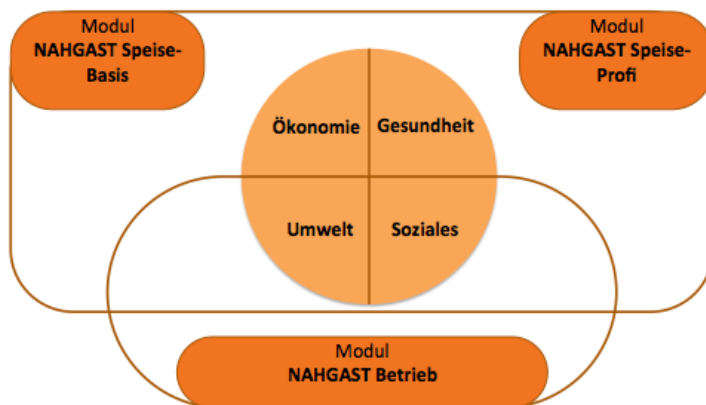 Modul
NAHGAST Speise-
Basis
Modul
NAHGAST Speise-
Profi
Ökonomie
Gesundheit
Umwelt
Soziales
Modul
NAHGAST Betrieb